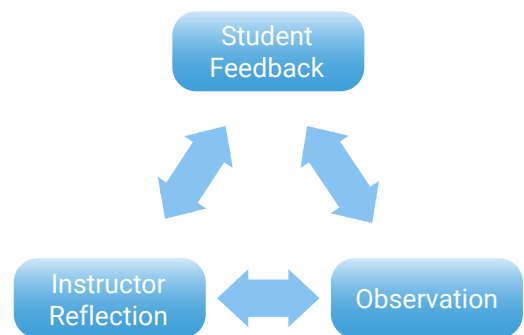 Student
Feedback
Instructor
Reflection
Observation